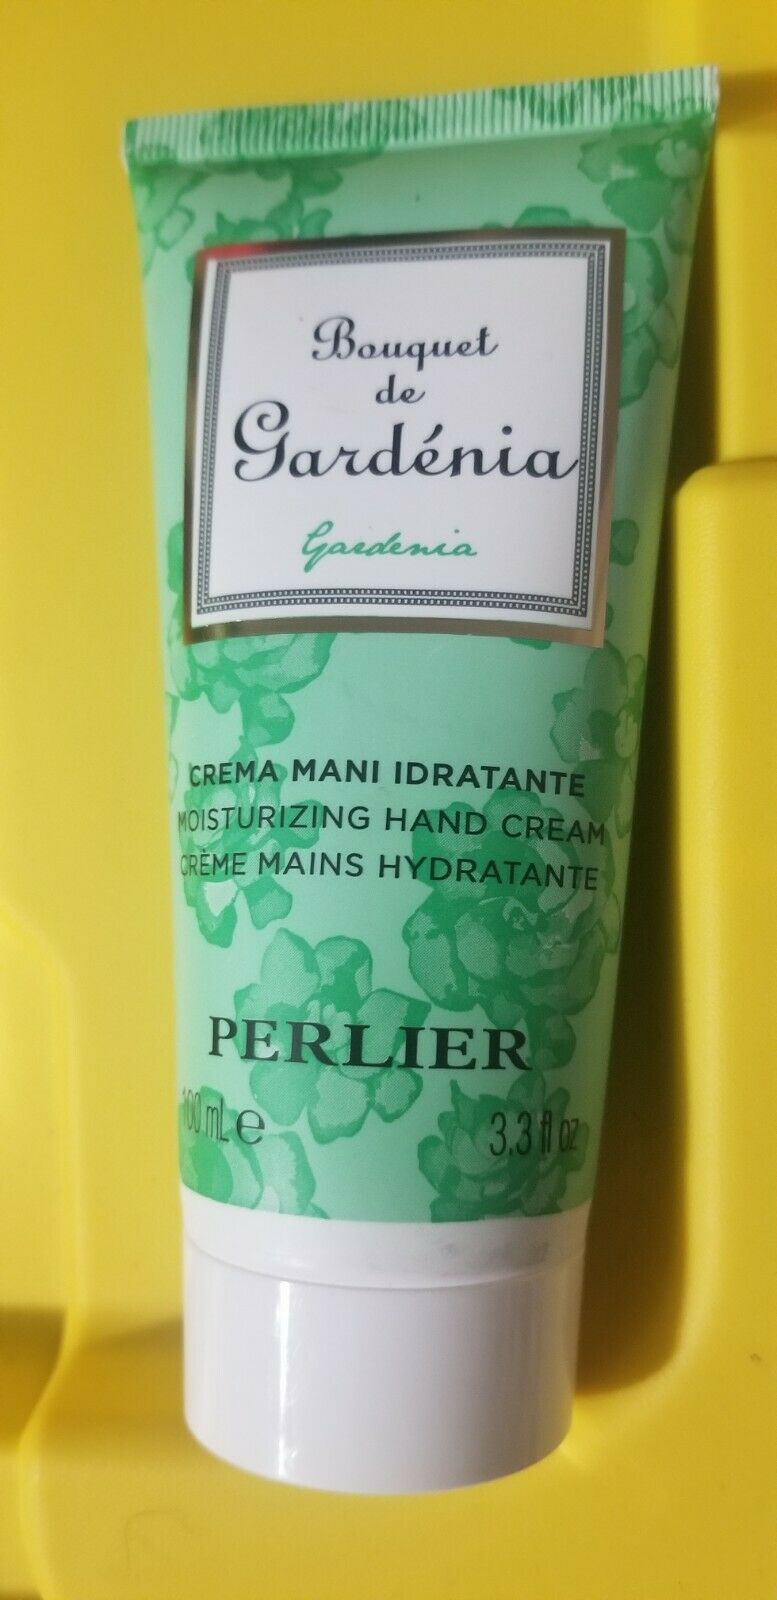 Bouquet
de
Gardénia
Gardenia
CREMA MANI IDRATANTE
MOISTURIZING HAND CREAM
CRÈME MAINS HYDRATANTE
PERLIER
100 mL e 3.3 fl oz